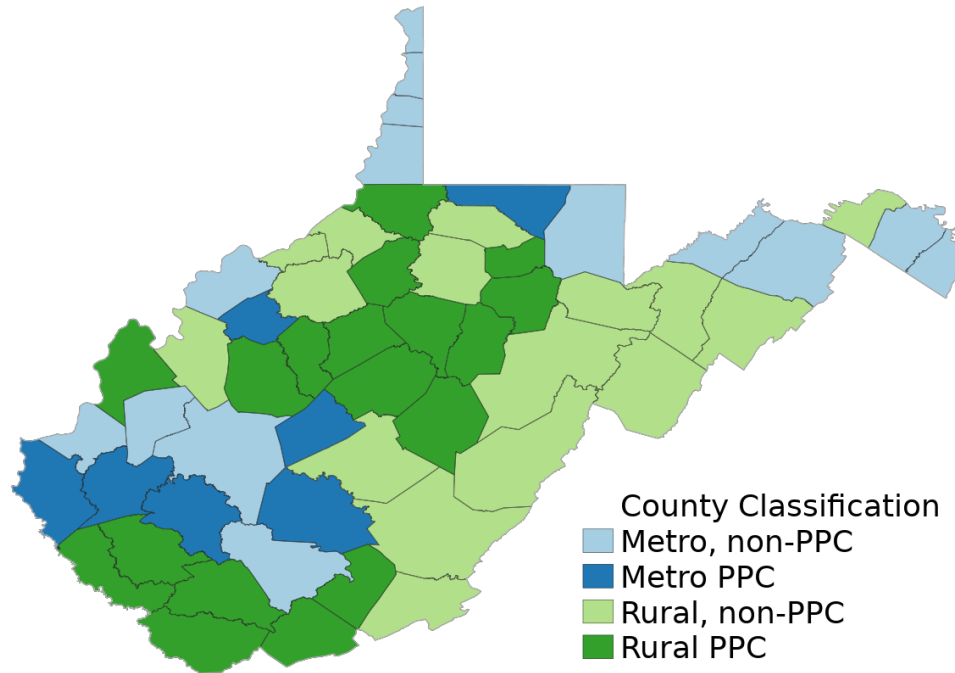 County Classification
Metro, non-PPC
Metro PPC
Rural, non-PPC
Rural PPC